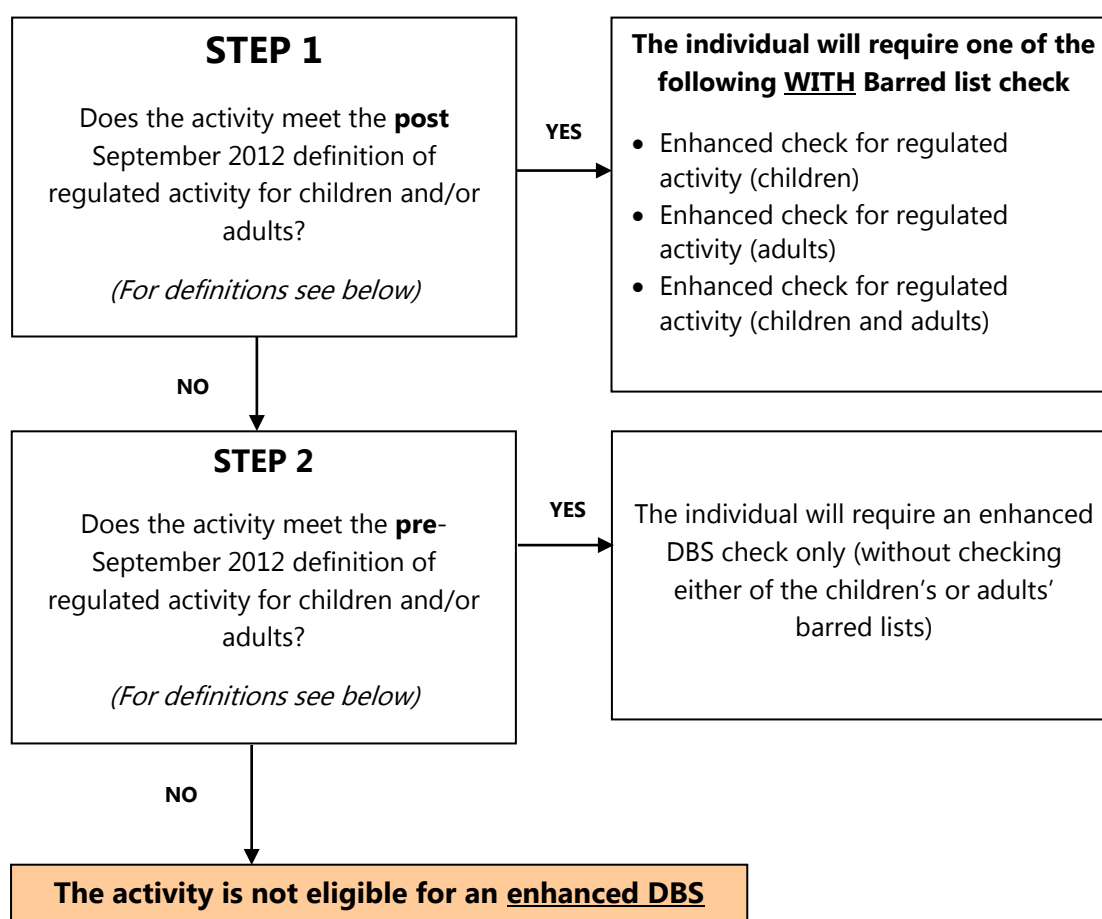 STEP 1
Does the activity meet the post
September 2012 definition of
regulated activity for children and/or
adults?
(For definitions see below)
YES
The individual will require one of the
following WITH Barred list check
• Enhanced check for regulated
activity (children)
• Enhanced check for regulated
activity (adults)
• Enhanced check for regulated
activity (children and adults)
NO
STEP 2
Does the activity meet the pre-
September 2012 definition of
regulated activity for children and/or
adults?
(For definitions see below)
YES
The individual will require an enhanced
DBS check only (without checking
either of the children’s or adults’
barred lists)
NO
The activity is not eligible for an enhanced DBS